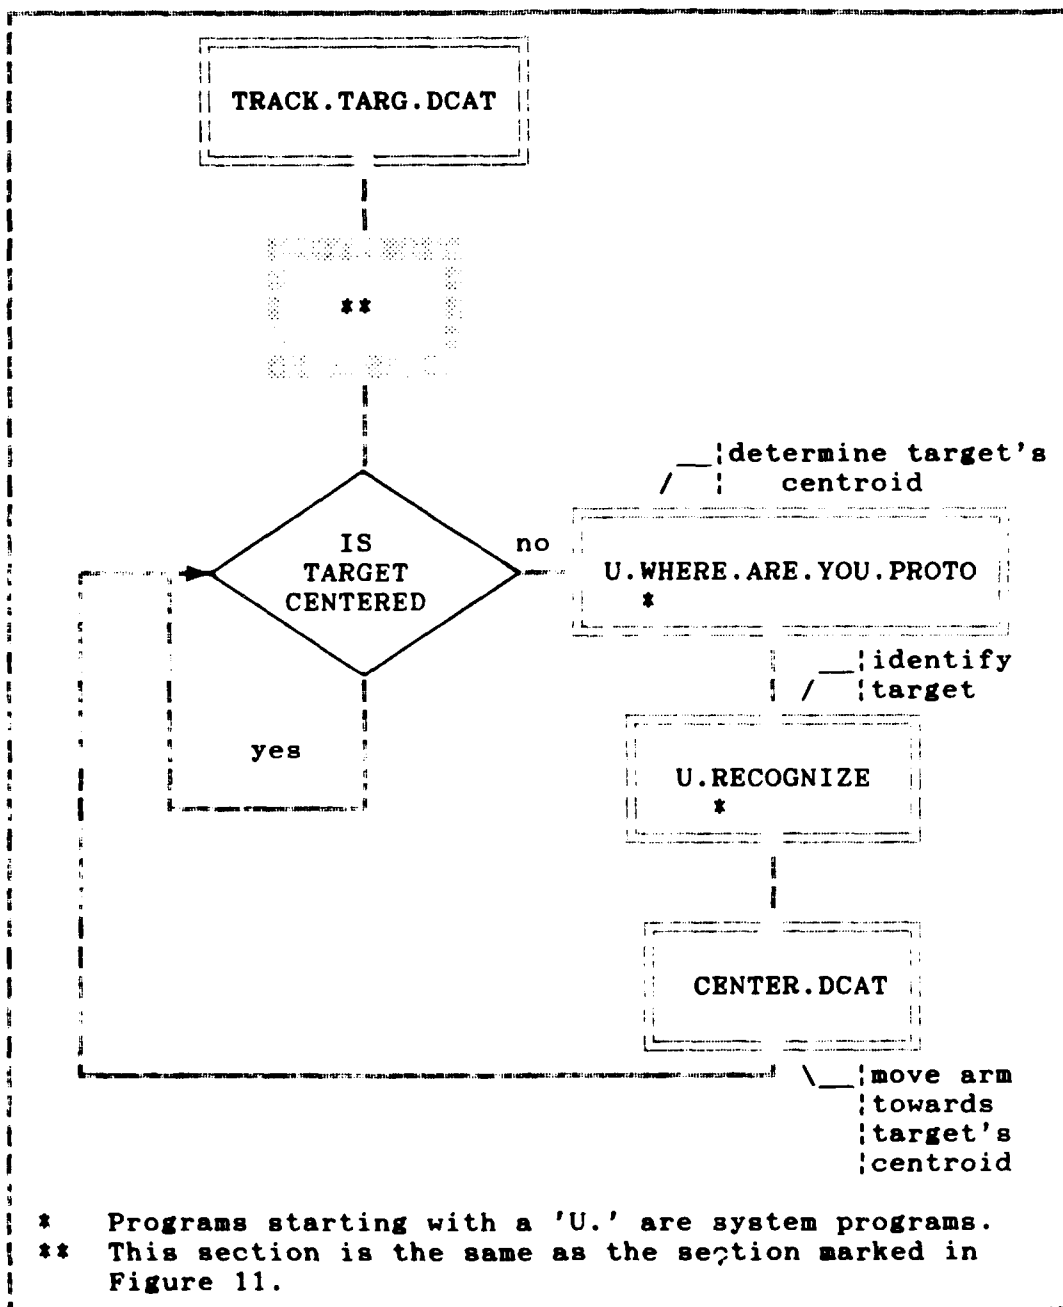 TRACK.TARG.DCAT
**
determine target's
centroid
IS
TARGET
CENTERED
no
U.WHERE.ARE.YOU.PROTO
*
identify
target
yes
U.RECOGNIZE
*
CENTER.DCAT
move arm
towards
target's
centroid
* Programs starting with a 'U.' are system programs.
** This section is the same as the section marked in
Figure 11.